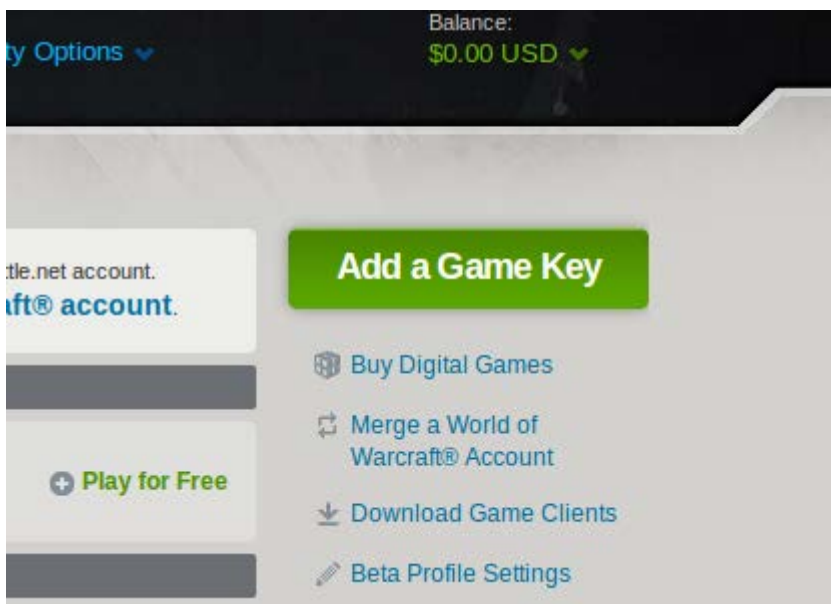 Balance:
ty Options
$0.00 USD
tle.net account.
aft® account.
Add a Game Key
Buy Digital Games
Merge a World of
Warcraft® Account
Play for Free
Download Game Clients
Beta Profile Settings